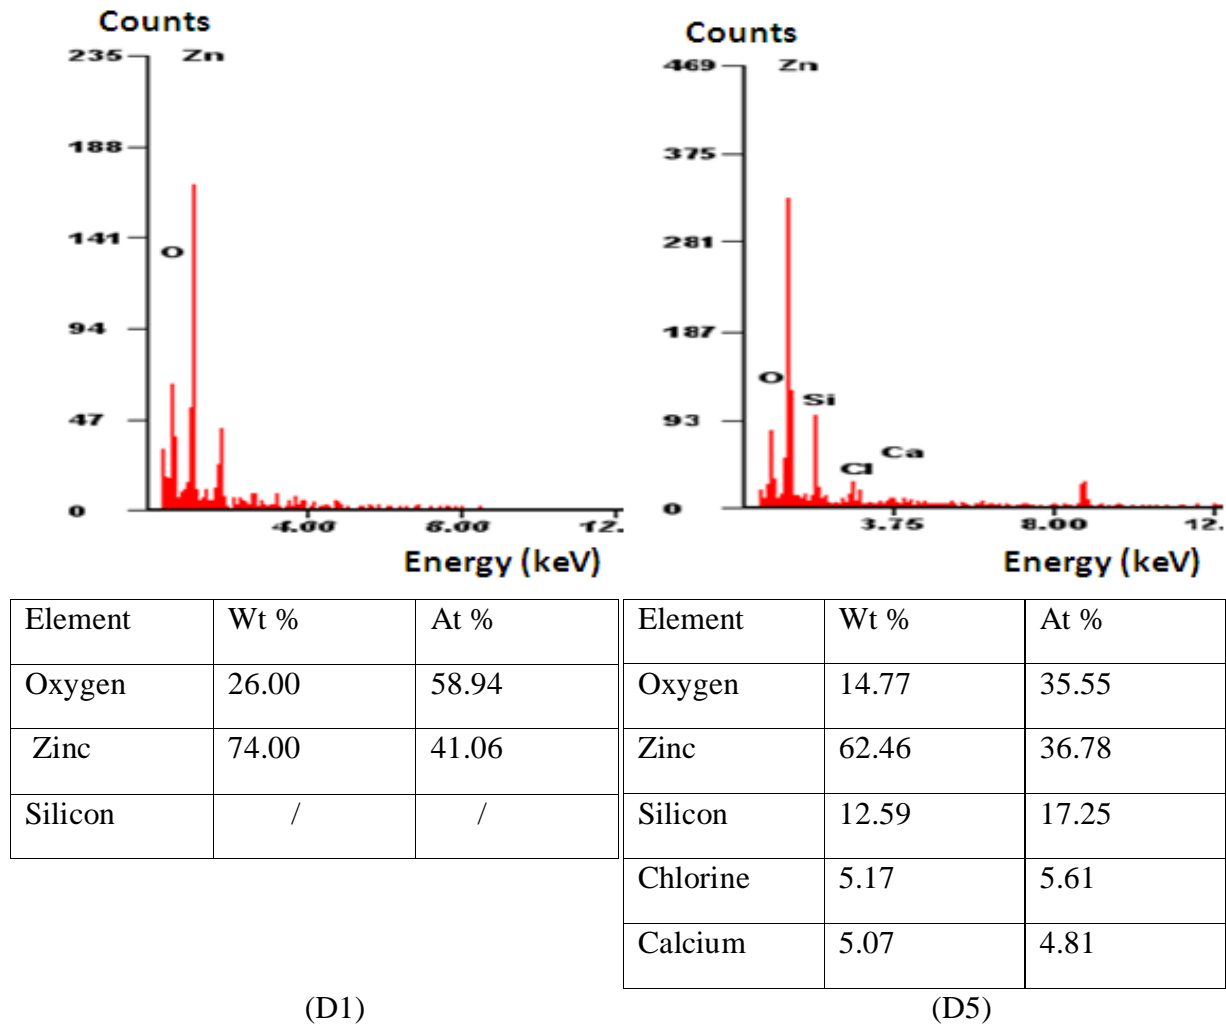 Counts
235
Zn
188
141
O
94
47
0
4.00 8.00 12.
Energy (keV)
Element Wt % At %
Oxygen 26.00 58.94
Zinc 74.00 41.06
Silicon / /
(D1)
Counts
469
Zn
375
281
187
O
Si
93
Cl
Ca
0
3.75 8.00 12.
Energy (keV)
Element Wt % At %
Oxygen 14.77 35.55
Zinc 62.46 36.78
Silicon 12.59 17.25
Chlorine 5.17 5.61
Calcium 5.07 4.81
(D5)